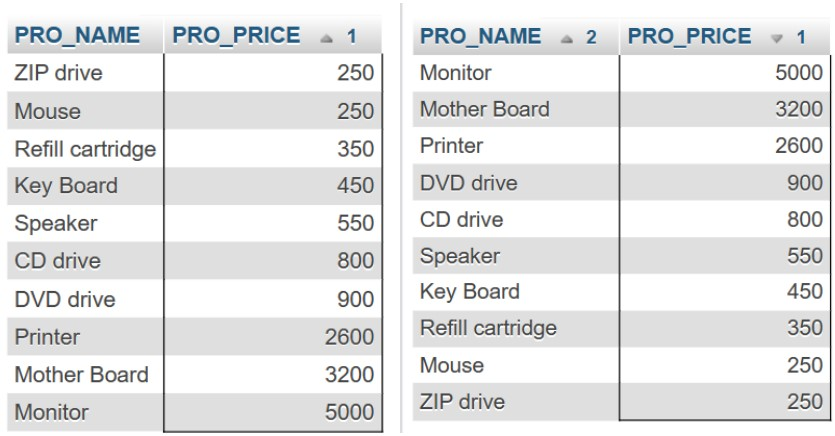 PRO_NAME PRO_PRICE 1
ZIP drive 250
Mouse 250
Refill cartridge 350
Key Board 450
Speaker 550
CD drive 800
DVD drive 900
Printer 2600
Mother Board 3200
Monitor 5000
PRO_NAME 2 PRO_PRICE 1
Monitor 5000
Mother Board 3200
Printer 2600
DVD drive 900
CD drive 800
Speaker 550
Key Board 450
Refill cartridge 350
Mouse 250
ZIP drive 250